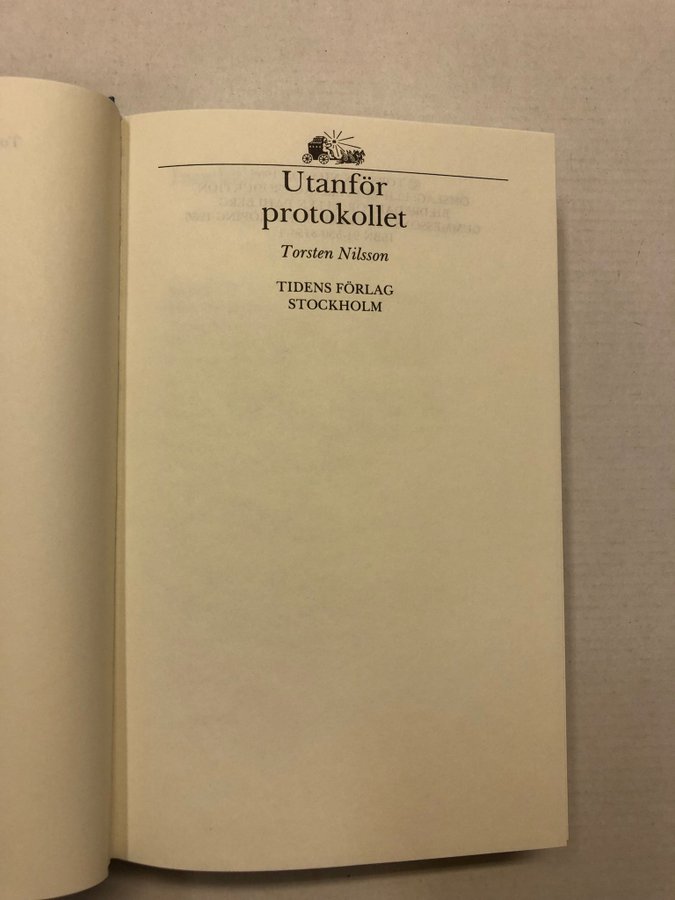 Utanför
protokollet
Torsten Nilsson
TIDENS FÖRLAG
STOCKHOLM